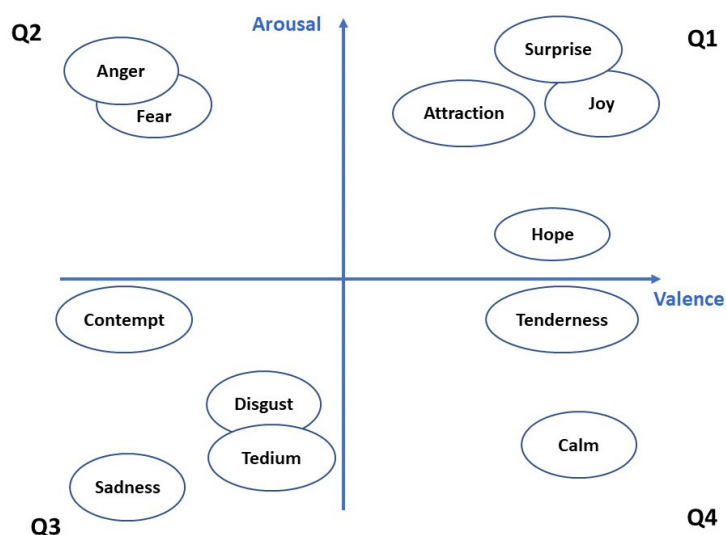 Q2
Arousal
Q1
Surprise
Anger
Joy
Attraction
Fear
Hope
Valence
Contempt
Tenderness
Disgust
Calm
Tedium
Sadness
Q3
Q4